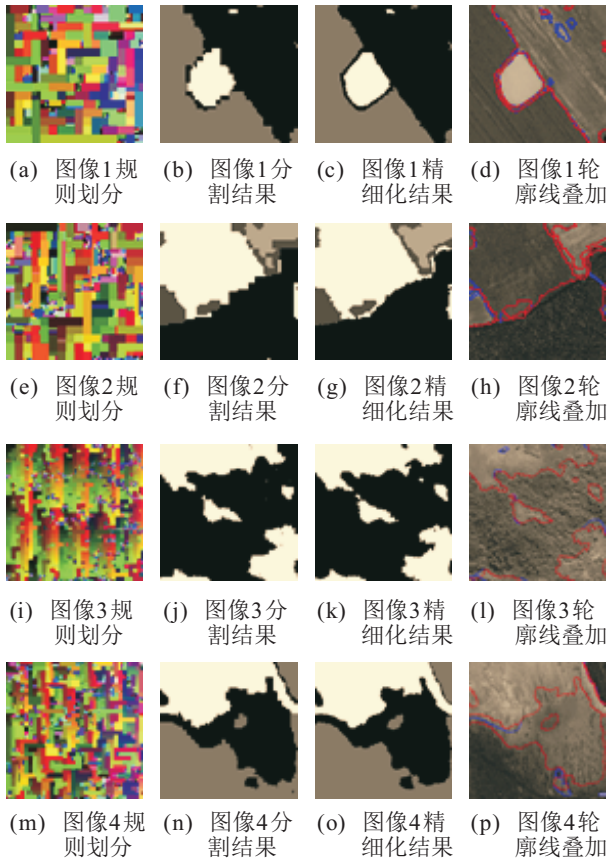 (a) 图像1规 (b) 图像1分 (c) 图像1精 (d) 图像1轮
则划分 割结果 细化结果 廓线叠加
(e) 图像2规 (f) 图像2分 (g) 图像2精 (h) 图像2轮
则划分 割结果 细化结果 廓线叠加
(i) 图像3规 (j) 图像3分 (k) 图像3精 (l) 图像3轮
则划分 割结果 细化结果 廓线叠加
(m) 图像4规 (n) 图像4分 (o) 图像4精 (p) 图像4轮
则划分 割结果 细化结果 廓线叠加